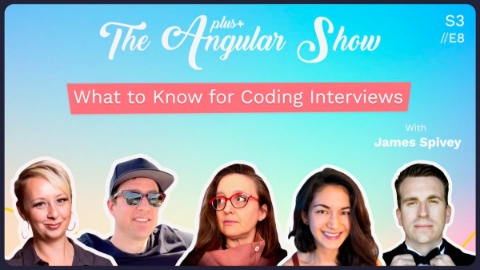 plus+
The Angular Show
S3
//E8
What to Know for Coding Interviews
With
James Spivey